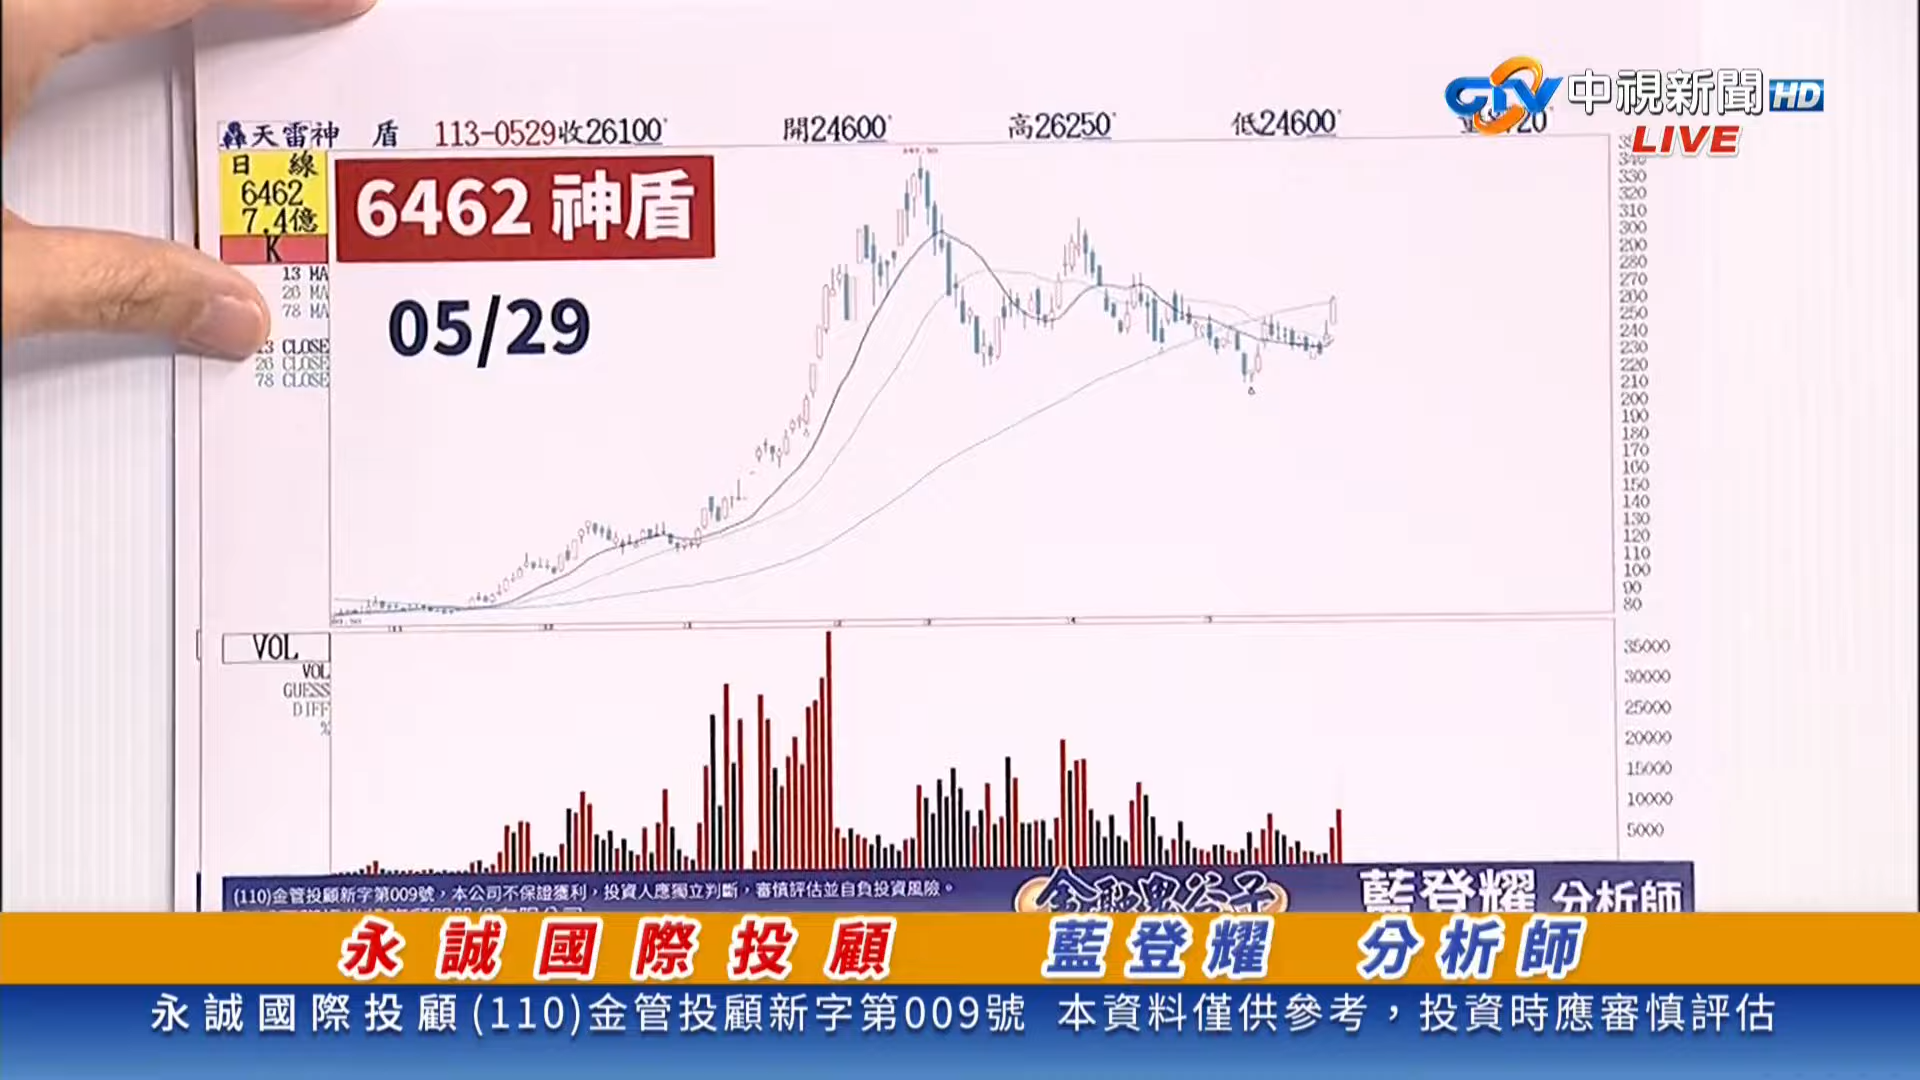 中視新聞 HD
LIVE
天雷神 盾 113-0529收26100 開24600 高26250 低24600
日 線
6462
7.4億
K
6462 神盾
05/29
13 MA
26 MA
78 MA
13 CLOSE
26 CLOSE
78 CLOSE
340
330
320
310
300
290
280
270
260
250
240
230
220
210
200
190
180
170
160
150
140
130
120
110
100
90
80
VOL
VOL
GUESS
DIFF
%
35000
30000
25000
20000
15000
10000
5000
(110)金管投顧新字第009號，本公司不保證獲利，投資人應獨立判斷，審慎評估並自負投資風險。
藍登耀 分析師
永誠國際投顧 藍登耀 分析師
永誠國際投顧(110)金管投顧新字第009號 本資料僅供參考，投資時應審慎評估